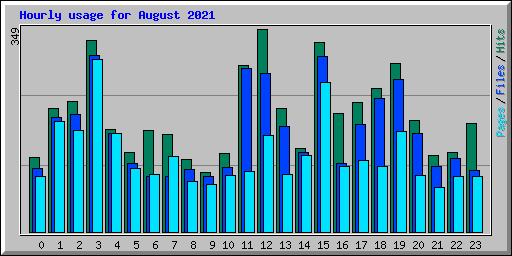 Hourly usage for August 2021
349
Pages/Files/Hits
0 1 2 3 4 5 6 7 8 9 10 11 12 13 14 15 16 17 18 19 20 21 22 23